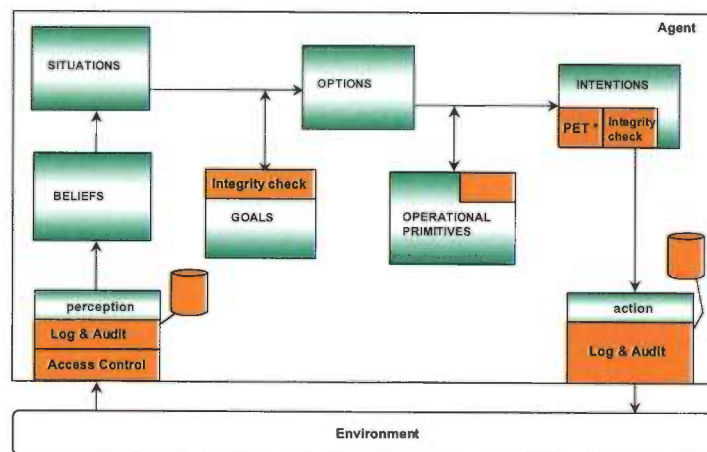 Agent
SITUATIONS
OPTIONS
INTENTIONS
PET *
Integrity
check
BELIEFS
Integrity check
GOALS
OPERATIONAL
PRIMITIVES
perception
Log & Audit
Access Control
action
Log & Audit
Environment